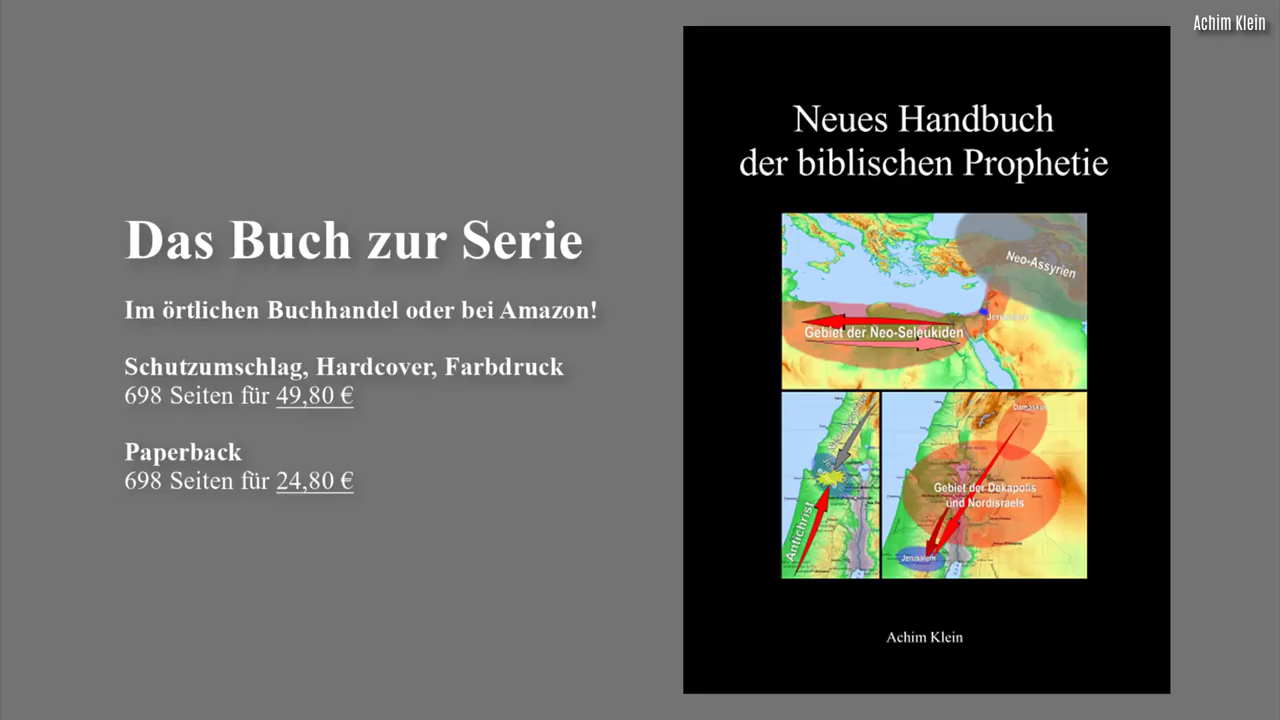 Achim Klein
Das Buch zur Serie
Im örtlichen Buchhandel oder bei Amazon!
Schutzumschlag, Hardcover, Farbdruck
698 Seiten für 49,80 €
Paperback
698 Seiten für 24,80 €
Neues Handbuch
der biblischen Prophetie
Neo-Assyrien
Jerusalem
Gebiet der Neo-Seleukiden
Antichrist
Damaskus
Gebiet der Dekapolis
und Nordisraels
Jerusalem
Achim Klein